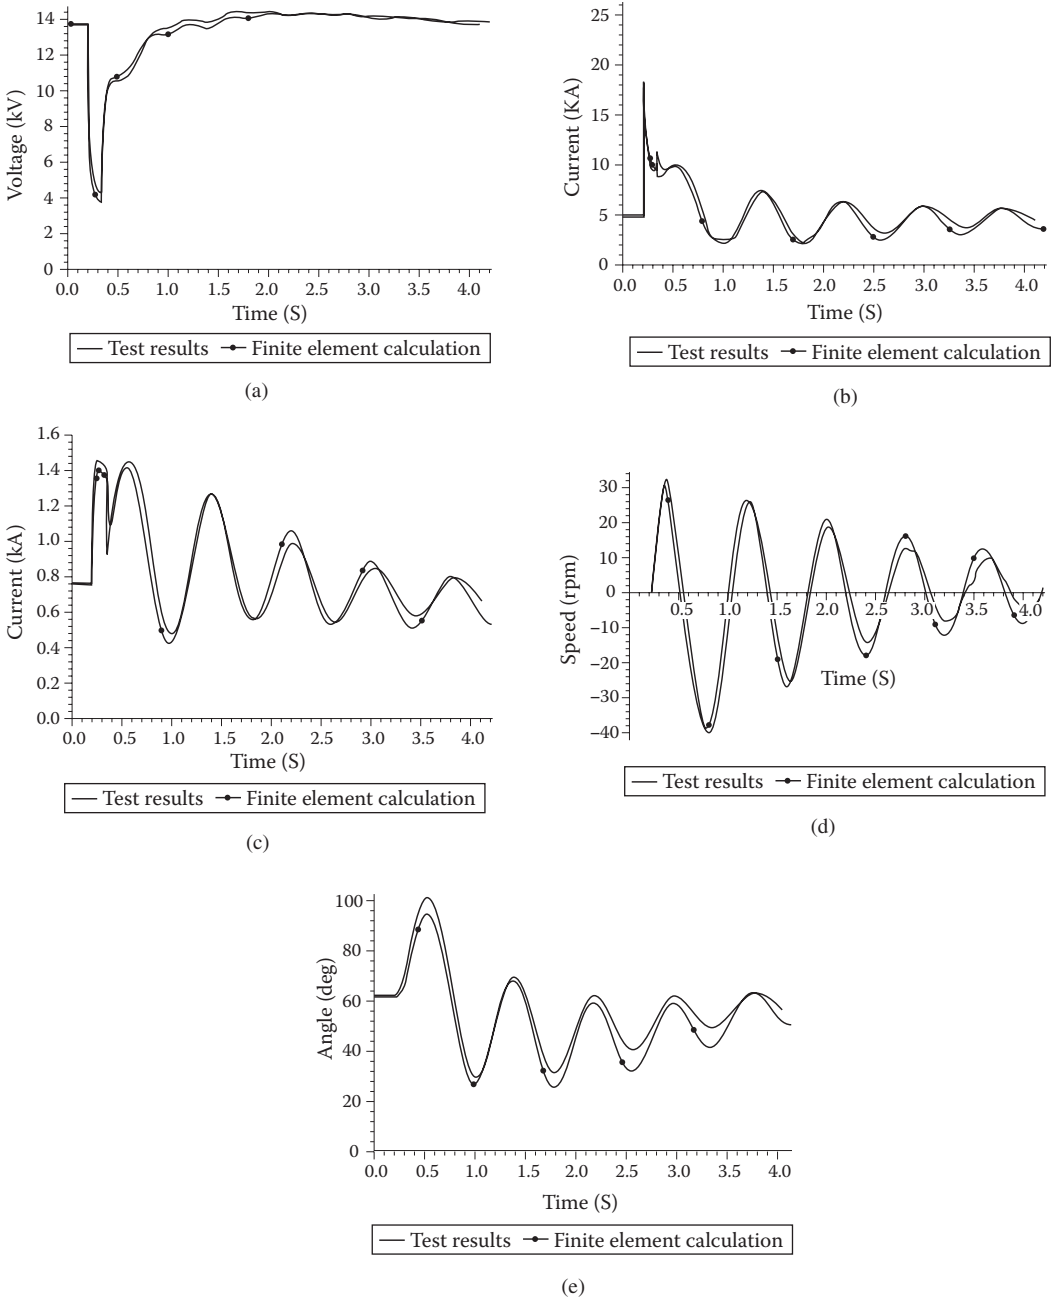 14
12
10
8
6
4
2
0
Voltage (kV)
0.0 0.5 1.0 1.5 2.0 2.5 3.0 3.5 4.0
Time (S)
Test results Finite element calculation
(a)
25
20
15
10
5
0
Current (KA)
0.0 0.5 1.0 1.5 2.0 2.5 3.0 3.5 4.0
Time (S)
Test results Finite element calculation
(b)
1.6
1.4
1.2
1.0
0.8
0.6
0.4
0.2
0.0
Current (kA)
0.0 0.5 1.0 1.5 2.0 2.5 3.0 3.5 4.0
Time (S)
Test results Finite element calculation
(c)
30
20
10
0
−10
−20
−30
−40
Speed (rpm)
0.5 1.0 1.5 2.0 2.5 3.0 3.5 4.0
Time (S)
Test results Finite element calculation
(d)
100
80
60
40
20
0
Angle (deg)
0.0 0.5 1.0 1.5 2.0 2.5 3.0 3.5 4.0
Time (S)
Test results Finite element calculation
(e)